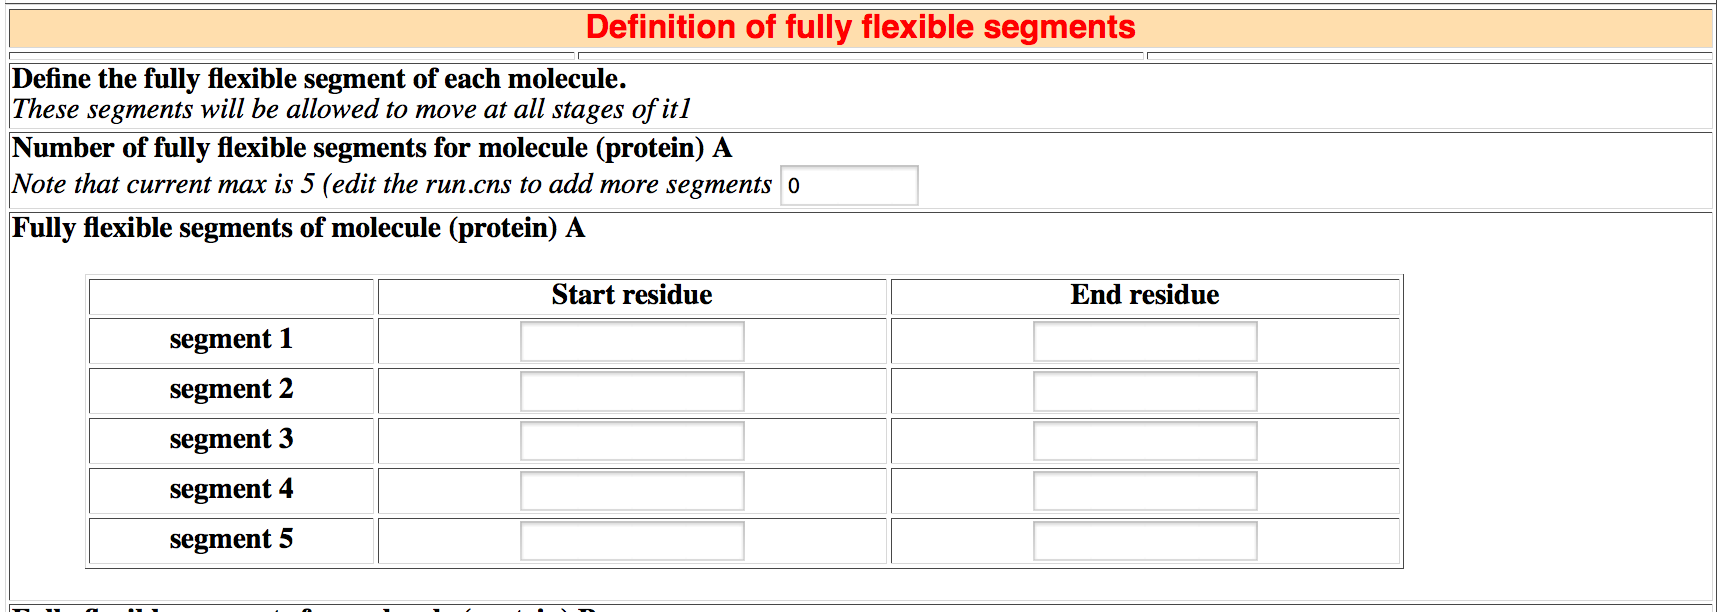 Definition of fully flexible segments
Define the fully flexible segment of each molecule.
These segments will be allowed to move at all stages of it1
Number of fully flexible segments for molecule (protein) A
Note that current max is 5 (edit the run.cns to add more segments 0
Fully flexible segments of molecule (protein) A
Start residue End residue
segment 1
segment 2
segment 3
segment 4
segment 5